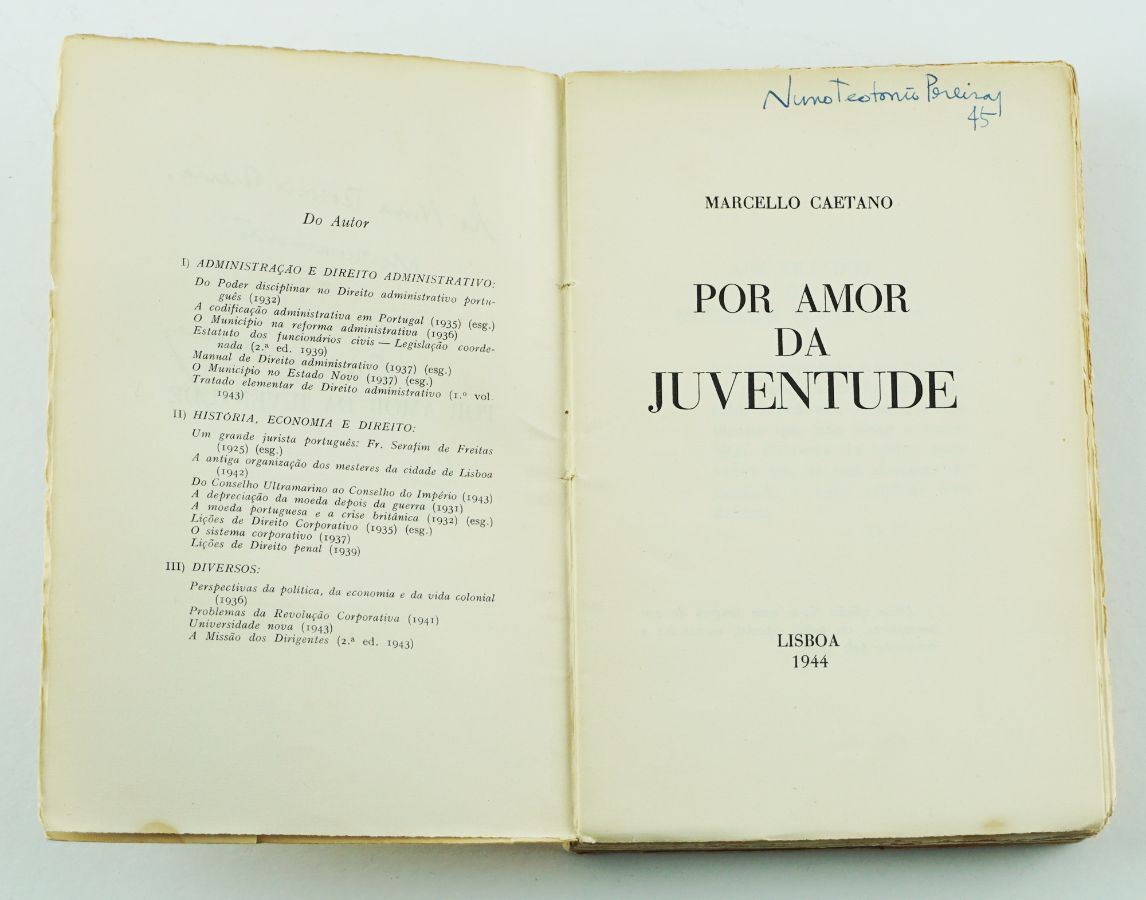 Do Autor
I) ADMINISTRAÇÃO E DIREITO ADMINISTRATIVO:
Do Poder disciplinar no Direito administrativo portu-
guês (1932)
A codificação administrativa em Portugal (1935) (esg.)
O Município na reforma administrativa (1936)
Estatuto dos funcionários civis — Legislação coorde-
nada (2.ª ed. 1939)
Manual de Direito administrativo (1937) (esg.)
O Município no Estado Novo (1937) (esg.)
Tratado elementar de Direito administrativo (1.º vol.
1943)
II) HISTÓRIA, ECONOMIA E DIREITO:
Um grande jurista português: Fr. Serafim de Freitas
(1925) (esg.)
A antiga organização dos mesteres da cidade de Lisboa
(1942)
Do Conselho Ultramarino ao Conselho do Império (1943)
A depreciação da moeda depois da guerra (1931)
A moeda portuguesa e a crise britânica (1932) (esg.)
Lições de Direito Corporativo (1935) (esg.)
O sistema corporativo (1937)
Lições de Direito penal (1939)
III) DIVERSOS:
Perspectivas da política, da economia e da vida colonial
(1936)
Problemas da Revolução Corporativa (1941)
Universidade nova (1943)
A Missão dos Dirigentes (2.ª ed. 1943)
Nuno Teotónio Pereira
45
MARCELLO CAETANO
POR AMOR
DA
JUVENTUDE
LISBOA
1944